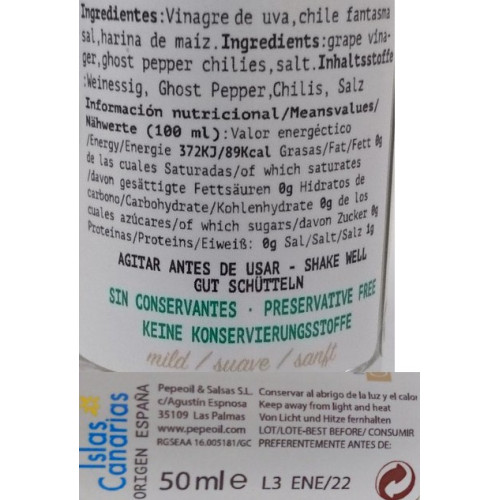 Ingredientes:Vinagre de uva,chile fantasma
sal,harina de maíz.Ingredients:grape vina-
ger,ghost pepper chilies,salt.Inhaltsstoffe
:Weinessig, Ghost Pepper,Chilis, Salz
Información nutricional/Meansvalues/
Nährwerte (100 ml):Valor energéctico
/Energy/Energie 372KJ/89Kcal Grasas/Fat/Fett 0g
de las cuales Saturadas/of which saturates
/davon gesättigte Fettsäuren 0g Hidratos de
carbono/Carbohydrate/Kohlenhydrate 0g de los
cuales azúcares/of which sugars/davon Zucker 0g
Proteínas/Proteins/Eiweiß: 0g Sal/Salt/Salz 1g
AGITAR ANTES DE USAR - SHAKE WELL
GUT SCHÜTTELN
SIN CONSERVANTES · PRESERVATIVE FREE
KEINE KONSERVIERUNGSSTOFFE
mild / suave / sanft
Islas
Canarias
ORIGEN ESPAÑA
Pepeoil & Salsas S.L.
c/Agustín Espnosa
35109 Las Palmas
www.pepeoil.com
RGSEAA 16.005181/GC
Conservar al abrigo de la luz y el calor
Keep away from light and heat
Von Licht und Hitze fernhalten
LOT/LOTE-BEST BEFORE/ CONSUMIR
PREFERENTEMENTE ANTES DE:
50 ml e L3 ENE/22